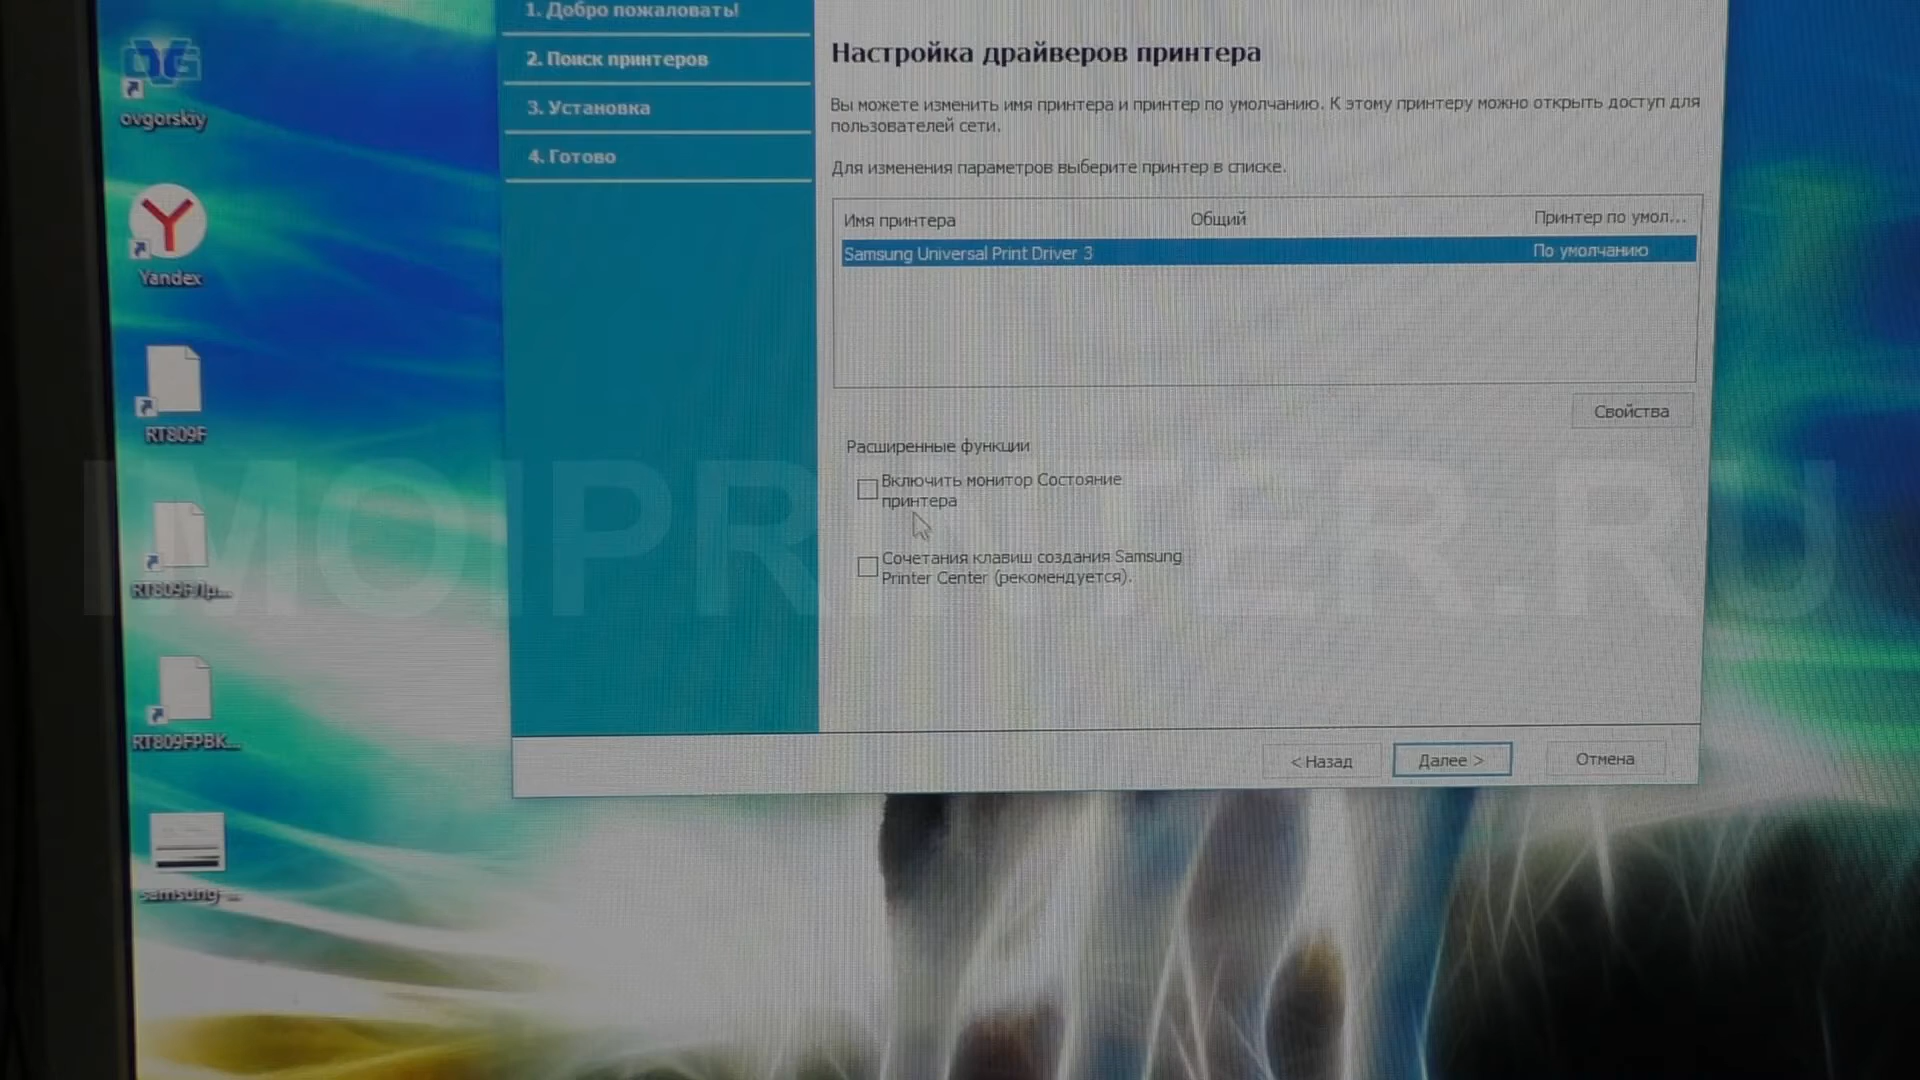 1. Добро пожаловать!
2. Поиск принтеров
3. Установка
4. Готово
Настройка драйверов принтера
Вы можете изменить имя принтера и принтер по умолчанию. К этому принтеру можно открыть доступ для
пользователей сети.
Для изменения параметров выберите принтер в списке.
Имя принтера Общий Принтер по умол...
Samsung Universal Print Driver 3 По умолчанию
Свойства
Расширенные функции
Включить монитор Состояние
принтера
Сочетания клавиш создания Samsung
Printer Center (рекомендуется).
< Назад Далее > Отмена
OVG
ovgorskiy
Yandex
RT809F
RT809FПр...
RT809FPBK...
samsung-...